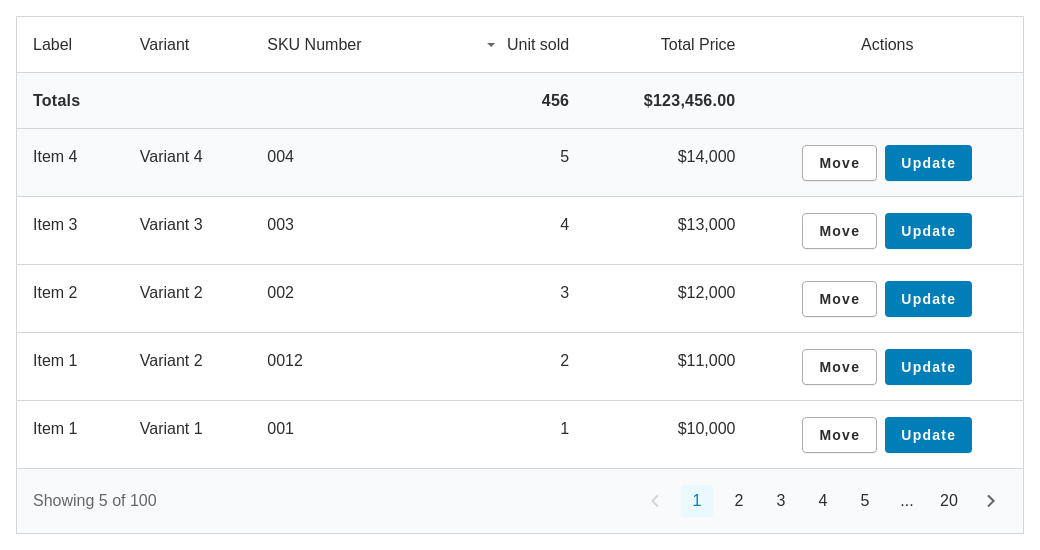 Label Variant SKU Number Unit sold Total Price Actions
Totals 456 $123,456.00
Item 4 Variant 4 004 5 $14,000 Move Update
Item 3 Variant 3 003 4 $13,000 Move Update
Item 2 Variant 2 002 3 $12,000 Move Update
Item 1 Variant 2 0012 2 $11,000 Move Update
Item 1 Variant 1 001 1 $10,000 Move Update
Showing 5 of 100 1 2 3 4 5 ... 20